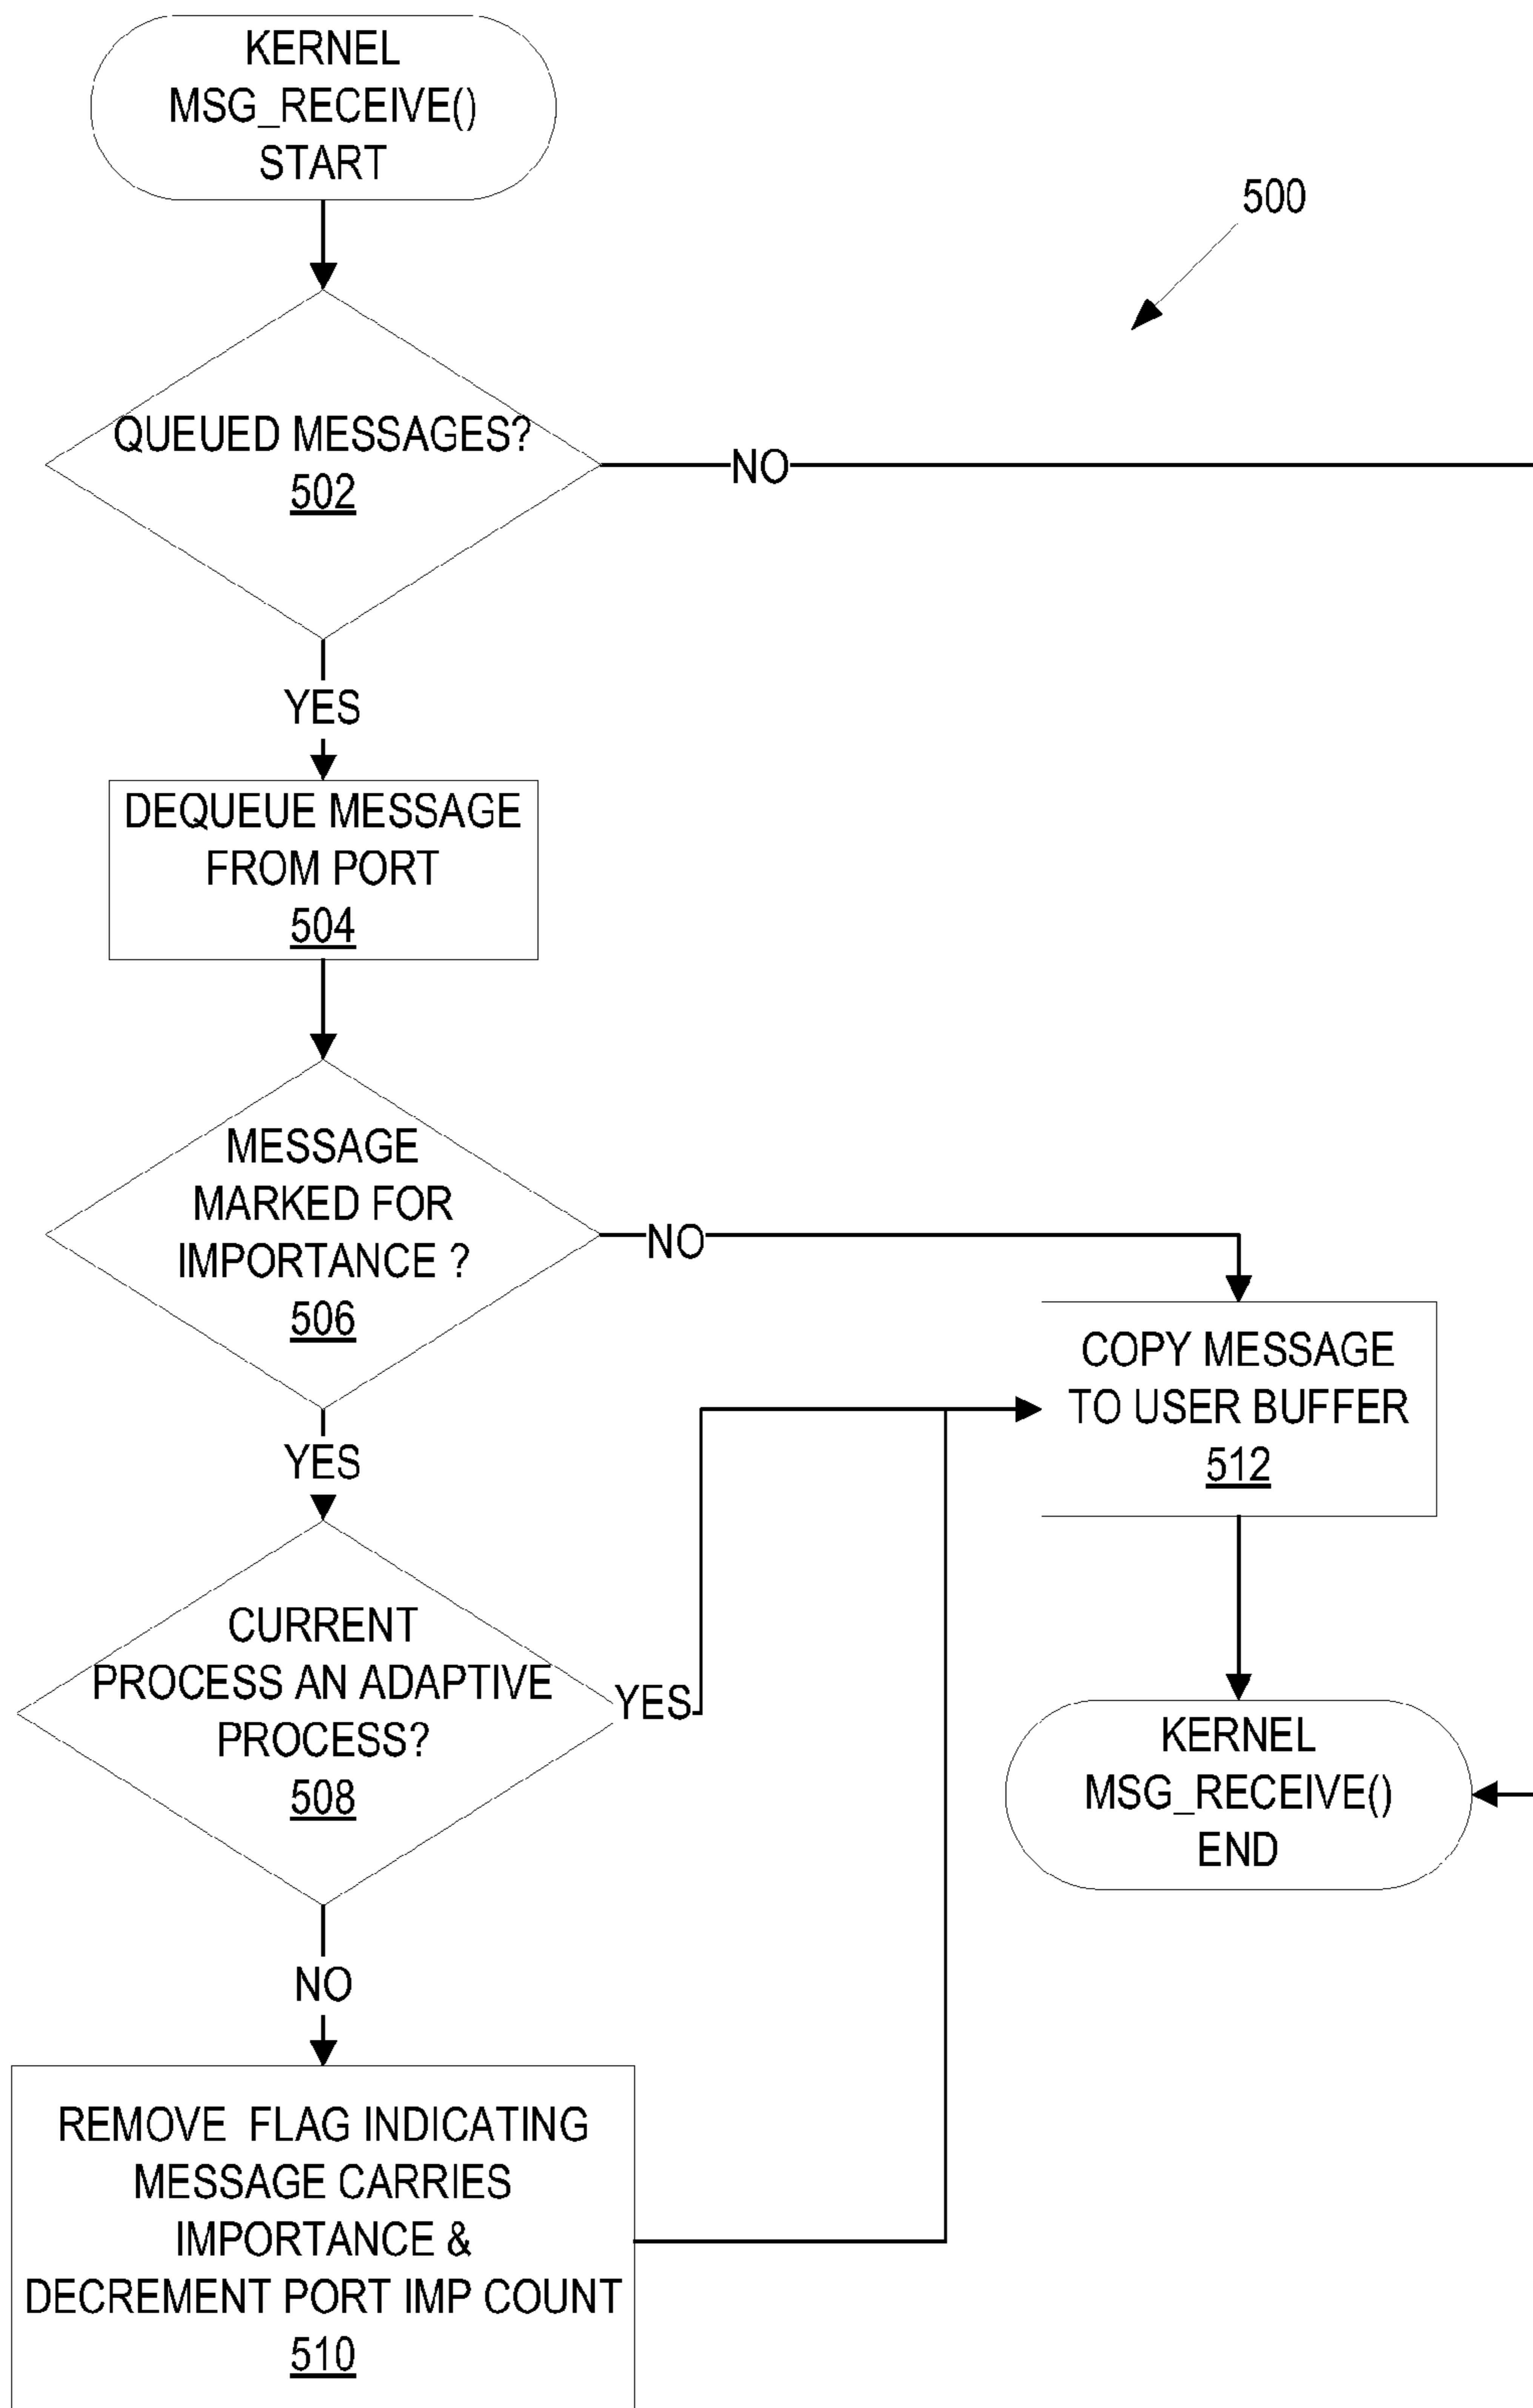 KERNEL
MSG_RECEIVE()
START
500
QUEUED MESSAGES?
502
NO
YES
DEQUEUE MESSAGE
FROM PORT
504
MESSAGE
MARKED FOR
IMPORTANCE ?
506
NO
COPY MESSAGE
TO USER BUFFER
512
YES
CURRENT
PROCESS AN ADAPTIVE
PROCESS?
508
YES
KERNEL
MSG_RECEIVE()
END
NO
REMOVE FLAG INDICATING
MESSAGE CARRIES
IMPORTANCE &
DECREMENT PORT IMP COUNT
510